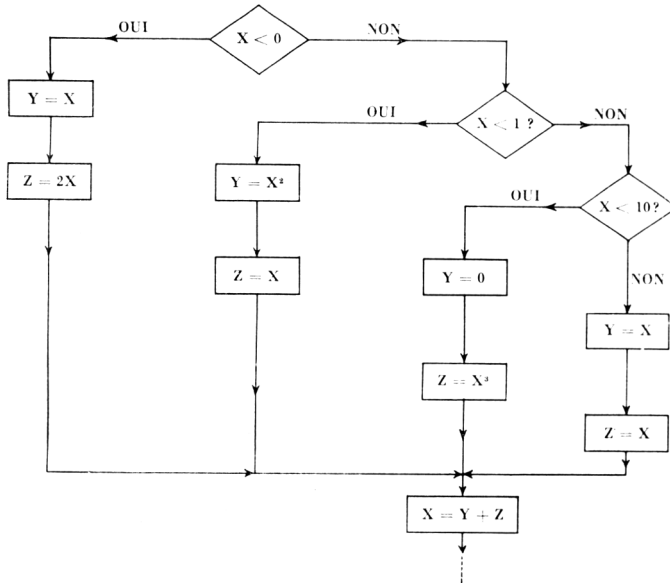 OUI
X < 0
NON
Y = X
OUI
X < 1 ?
NON
Z = 2X
Y = X²
OUI
X < 10 ?
Z = X
Y = 0
NON
Y = X
Z = X³
Z = X
X = Y + Z